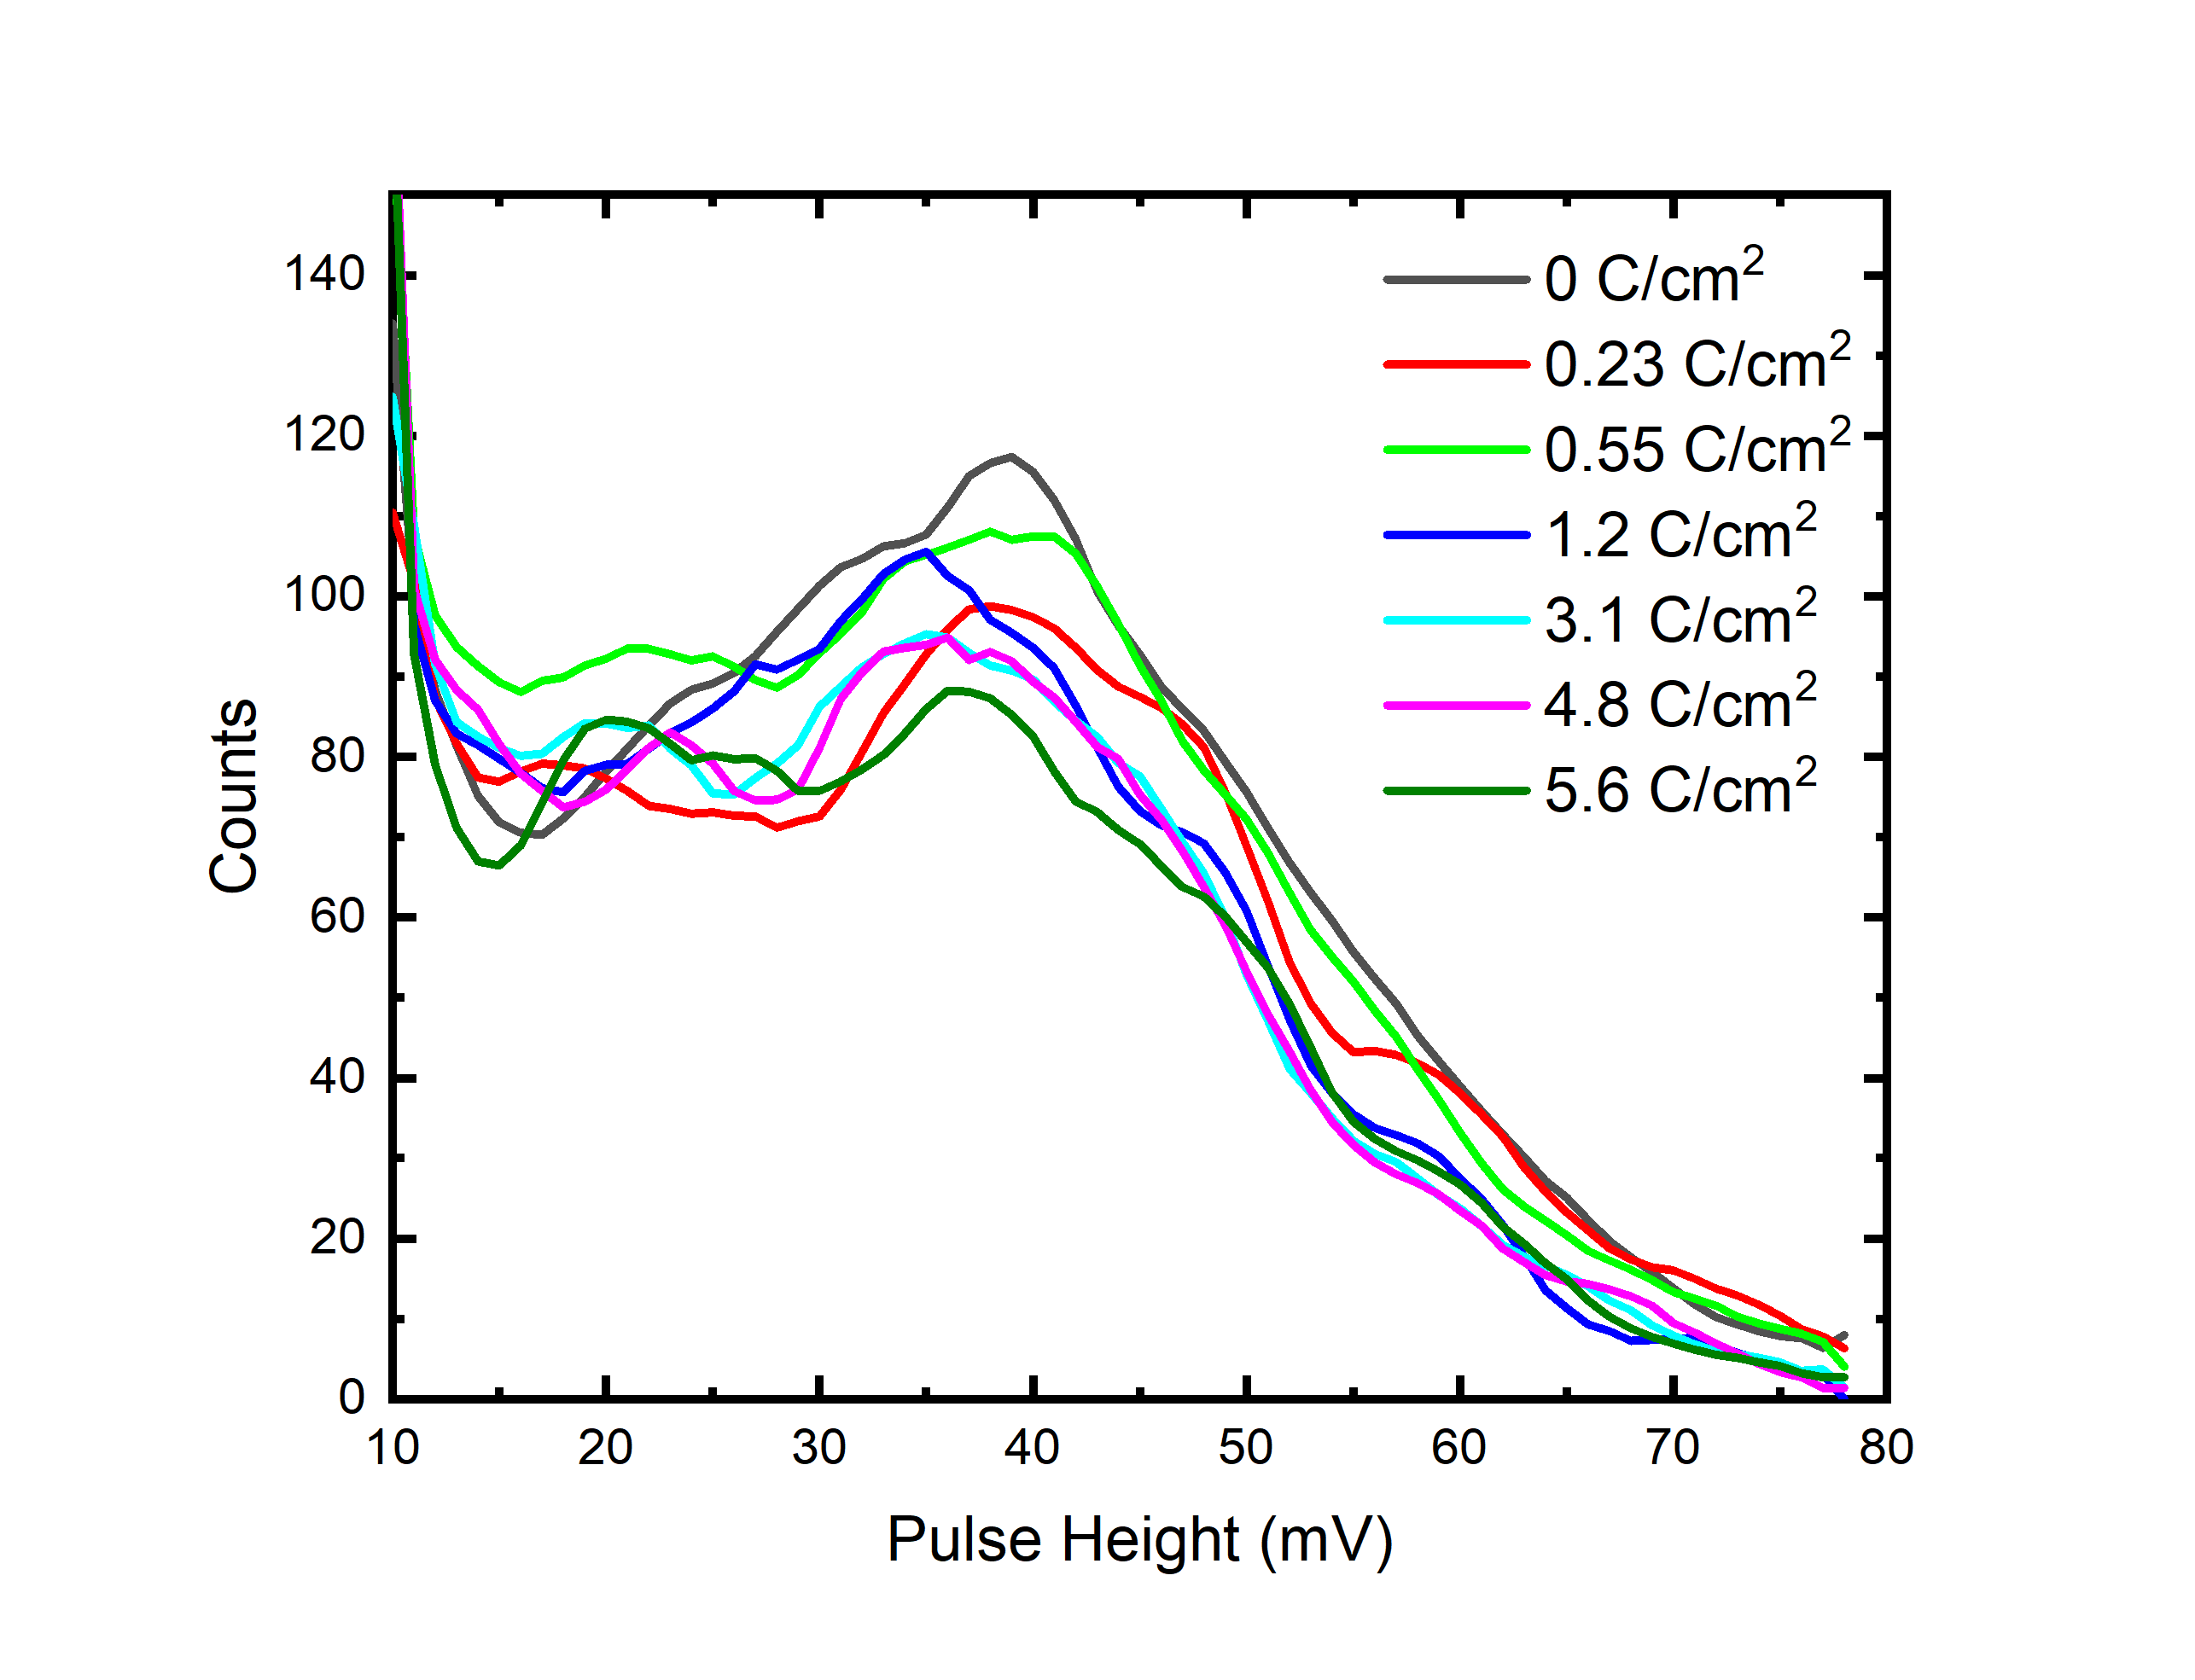 140
120
100
80
60
40
20
0
Counts
10 20 30 40 50 60 70 80
Pulse Height (mV)
0 C/cm²
0.23 C/cm²
0.55 C/cm²
1.2 C/cm²
3.1 C/cm²
4.8 C/cm²
5.6 C/cm²